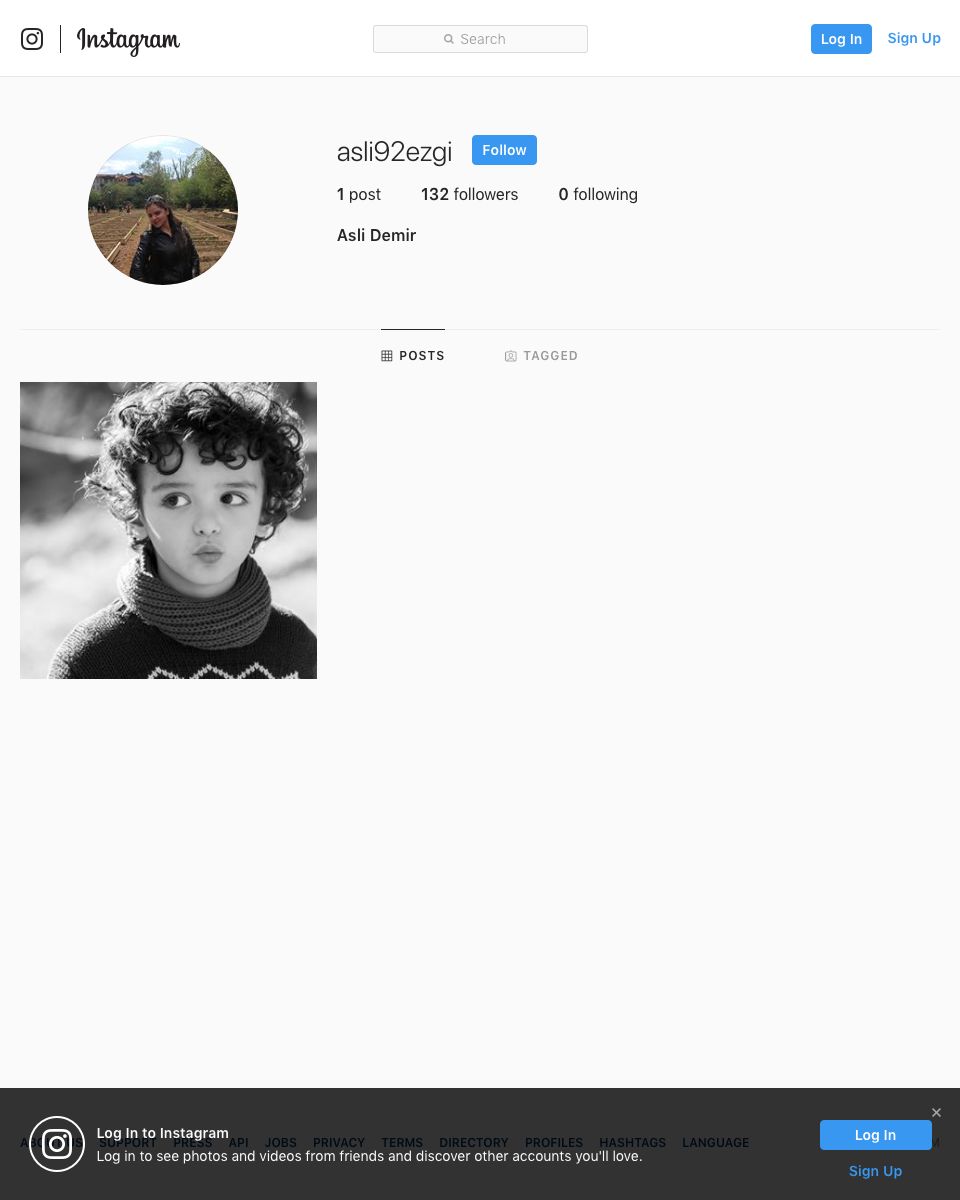 Instagram
Search
Log In
Sign Up
asli92ezgi
Follow
1 post 132 followers 0 following
Asli Demir
POSTS
TAGGED
Log In to Instagram
SUPPORT PRESS API JOBS PRIVACY TERMS DIRECTORY PROFILES HASHTAGS LANGUAGE
Log in to see photos and videos from friends and discover other accounts you'll love.
Log In
Sign Up